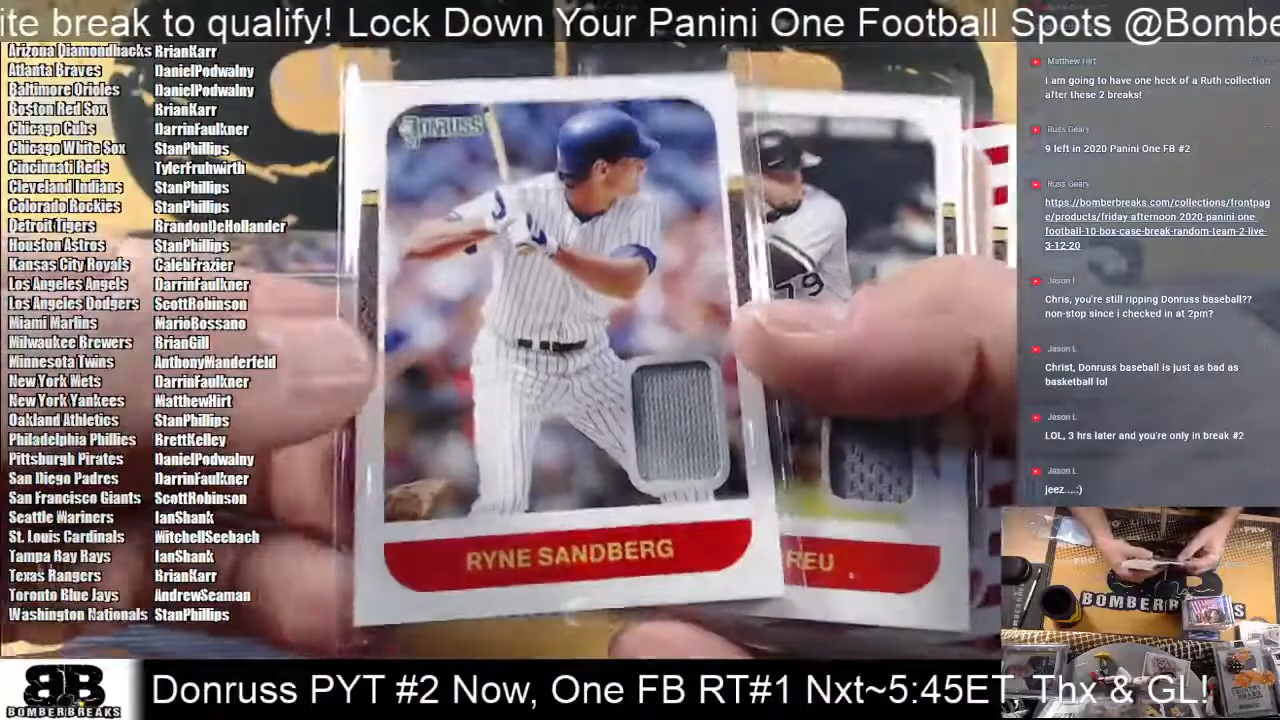 ite break to qualify! Lock Down Your Panini One Football Spots @Bombe
Arizona Diamondbacks BrianKarr
Atlanta Braves DanielPodwalny
Baltimore Orioles DanielPodwalny
Boston Red Sox BrianKarr
Chicago Cubs DarrinFaulkner
Chicago White Sox StanPhillips
Cincinnati Reds TylerFruhwirth
Cleveland Indians StanPhillips
Colorado Rockies StanPhillips
Detroit Tigers BrandonDeHollander
Houston Astros StanPhillips
Kansas City Royals CalebFrazier
Los Angeles Angels DarrinFaulkner
Los Angeles Dodgers ScottRobinson
Miami Marlins MarioBossano
Milwaukee Brewers BrianGill
Minnesota Twins AnthonyManderfeld
New York Mets DarrinFaulkner
New York Yankees MatthewHirt
Oakland Athletics StanPhillips
Philadelphia Phillies BrettKelley
Pittsburgh Pirates DanielPodwalny
San Diego Padres DarrinFaulkner
San Francisco Giants ScottRobinson
Seattle Mariners IanShank
St. Louis Cardinals MitchellSeebach
Tampa Ray Rays IanShank
Texas Rangers BrianKarr
Toronto Blue Jays AndrewSeaman
Washington Nationals StanPhillips
DONRUSS
RYNE SANDBERG
79
REU
Matthew Hirt
I am going to have one heck of a Ruth collection
after these 2 breaks!
Russ Geary
9 left in 2020 Panini One FB #2
Russ Geary
https://bomberbreaks.com/collections/frontpag
e/products/friday-afternoon-2020-panini-one-
football-10-box-case-break-random-team-2-live-
3-12-20
Jason L
Chris, you're still ripping Donruss baseball??
non-stop since i checked in at 2pm?
Jason L
Christ, Donruss baseball is just as bad as
basketball lol
Jason L
LOL, 3 hrs later and you're only in break #2
Jason L
jeez....:)
BOMBERB S
BB
BOMBERBREAKS
Donruss PYT #2 Now, One FB RT#1 Nxt~5:45ET. Thx & GL!